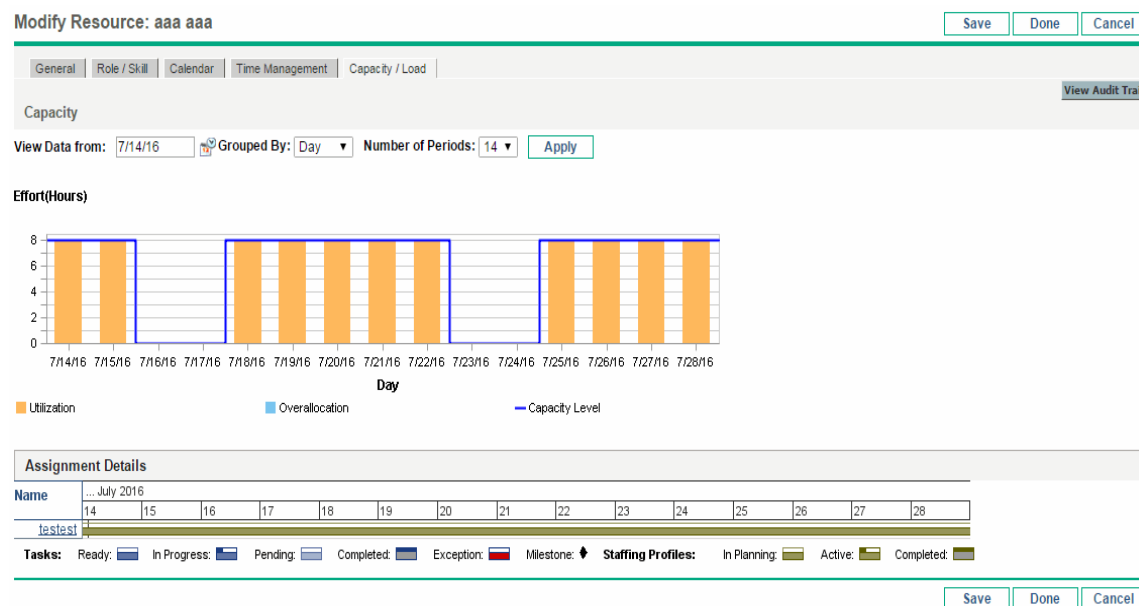 Modify Resource: aaa aaa Save Done Cancel
General Role / Skill Calendar Time Management Capacity / Load
View Audit Tra
Capacity
View Data from: 7/14/16 Grouped By: Day Number of Periods: 14 Apply
Effort(Hours)
8
6
4
2
0
7/14/16 7/15/16 7/16/16 7/17/16 7/18/16 7/19/16 7/20/16 7/21/16 7/22/16 7/23/16 7/24/16 7/25/16 7/26/16 7/27/16 7/28/16
Day
Utilization Overallocation Capacity Level
Assignment Details
Name ... July 2016
14 15 16 17 18 19 20 21 22 23 24 25 26 27 28
testest
Tasks: Ready: In Progress: Pending: Completed: Exception: Milestone: Staffing Profiles: In Planning: Active: Completed:
Save Done Cancel